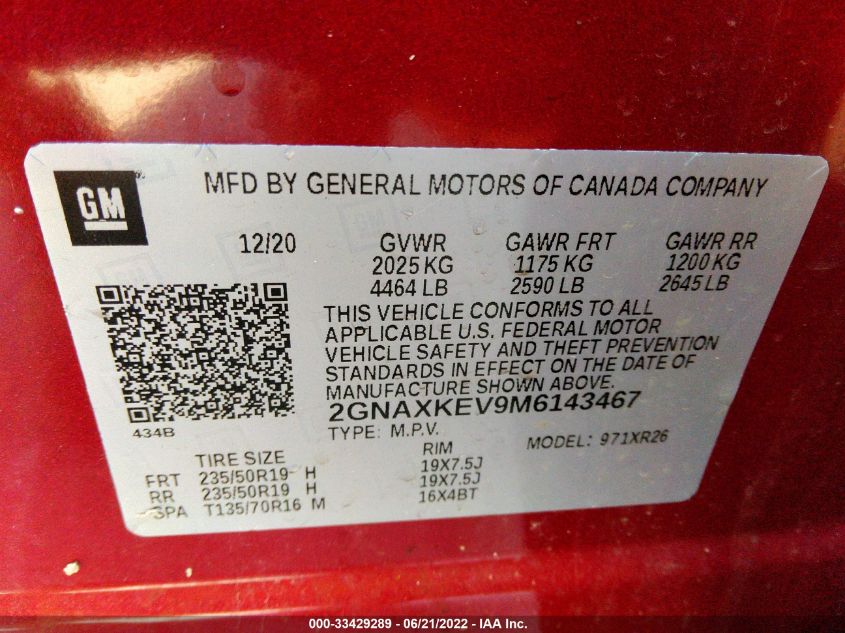 GM
MFD BY GENERAL MOTORS OF CANADA COMPANY
12/20 GVWR GAWR FRT GAWR RR
2025 KG 1175 KG 1200 KG
4464 LB 2590 LB 2645 LB
THIS VEHICLE CONFORMS TO ALL
APPLICABLE U.S. FEDERAL MOTOR
VEHICLE SAFETY AND THEFT PREVENTION
STANDARDS IN EFFECT ON THE DATE OF
MANUFACTURE SHOWN ABOVE.
2GNAXKEV9M6143467
434B
TYPE: M.P.V. MODEL: 971XR26
TIRE SIZE RIM
FRT 235/50R19 H 19X7.5J
RR 235/50R19 H 19X7.5J
SPA T135/70R16 M 16X4BT
000-33429289 - 06/21/2022 - IAA Inc.